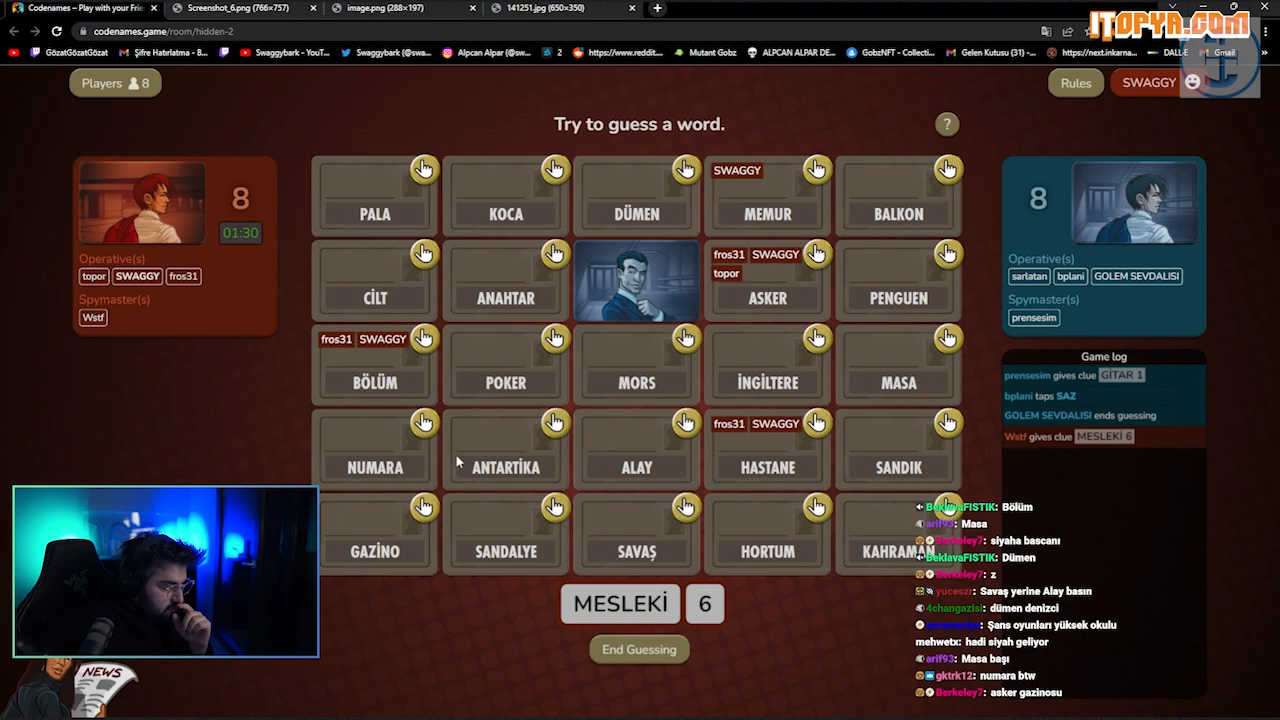 Codenames – Play with your Frie
Screenshot_6.png (766×757)
image.png (288×197)
141251.jpg (650×350)
codenames.game/room/hidden-2
GözatGözatGözat
Şifre Hatırlatma - B...
SwaggyBark - YouT...
Swaggybark (@swa...
Alpcan Alpar (@sw...
2
https://www.reddit...
Mutant Gobz
ALPCAN ALPAR DE...
GobzNFT - Collecti...
Gelen Kutusu (31) -...
https://next.inkarna...
DALL·E
Gmail
iTOPYA.COM
Players 8
Rules
SWAGGY
Try to guess a word.
?
8
01:30
Operative(s)
topor SWAGGY fros31
Spymaster(s)
Wstf
PALA
KOCA
DÜMEN
SWAGGY
MEMUR
BALKON
CİLT
ANAHTAR
fros31 SWAGGY
topor
ASKER
PENGUEN
fros31 SWAGGY
BÖLÜM
POKER
MORS
İNGİLTERE
MASA
NUMARA
ANTARTİKA
ALAY
fros31 SWAGGY
HASTANE
SANDIK
GAZİNO
SANDALYE
SAVAŞ
HORTUM
KAHRAMAN
MESLEKİ 6
End Guessing
8
Operative(s)
sarlatan bplani GOLEM SEVDALISI
Spymaster(s)
prensesim
Game log
prensesim gives clue GİTAR 1
bplani taps SAZ
GOLEM SEVDALISI ends guessing
Wstf gives clue MESLEKİ 6
BeklavaFISTIK: Bölüm
arif93: Masa
Berkeley7: siyaha bascanı
BeklavaFISTIK: Dümen
Berkeley7: z
yuceszr: Savaş yerine Alay basın
4changazisi: dümen denizci
Şans oyunları yüksek okulu
mehwetx: hadi siyah geliyor
arif93: Masa başı
gktrk12: numara btw
Berkeley7: asker gazinosu
NEWS